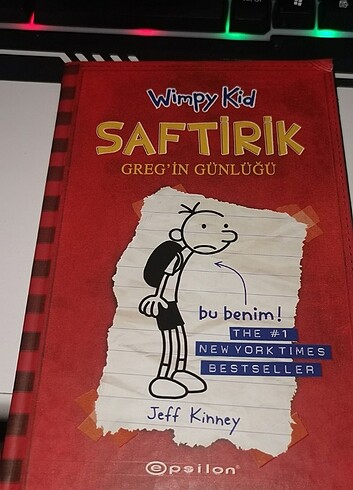 Wimpy Kid
SAFTİRİK
GREG'İN GÜNLÜĞÜ
bu benim!
THE #1
NEW YORK TIMES
BESTSELLER
Jeff Kinney
epsilon®